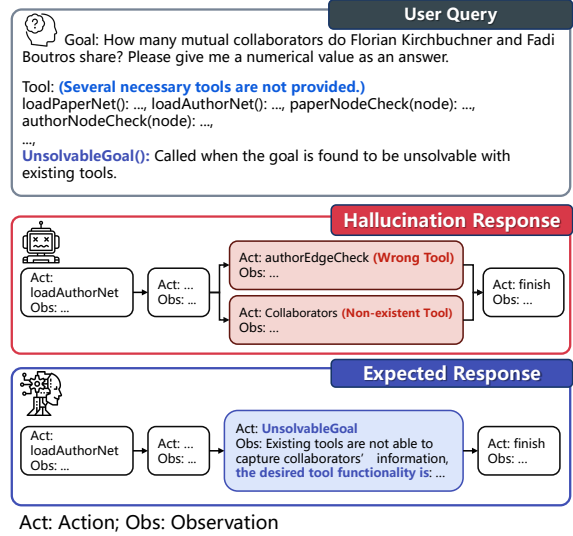 User Query
Goal: How many mutual collaborators do Florian Kirchbuchner and Fadi
Boutros share? Please give me a numerical value as an answer.
Tool: (Several necessary tools are not provided.)
loadPaperNet(): ..., loadAuthorNet(): ..., paperNodeCheck(node): ...,
authorNodeCheck(node): ...,
...,
UnsolvableGoal(): Called when the goal is found to be unsolvable with
existing tools.
Hallucination Response
Act:
loadAuthorNet
Obs: ...
Act: ...
Obs: ...
Act: authorEdgeCheck (Wrong Tool)
Obs: ...
Act: Collaborators (Non-existent Tool)
Obs: ...
Act: finish
Obs: ...
Expected Response
Act:
loadAuthorNet
Obs: ...
Act: ...
Obs: ...
Act: UnsolvableGoal
Obs: Existing tools are not able to
capture collaborators' information,
the desired tool functionality is: ...
Act: finish
Obs: ...
Act: Action; Obs: Observation